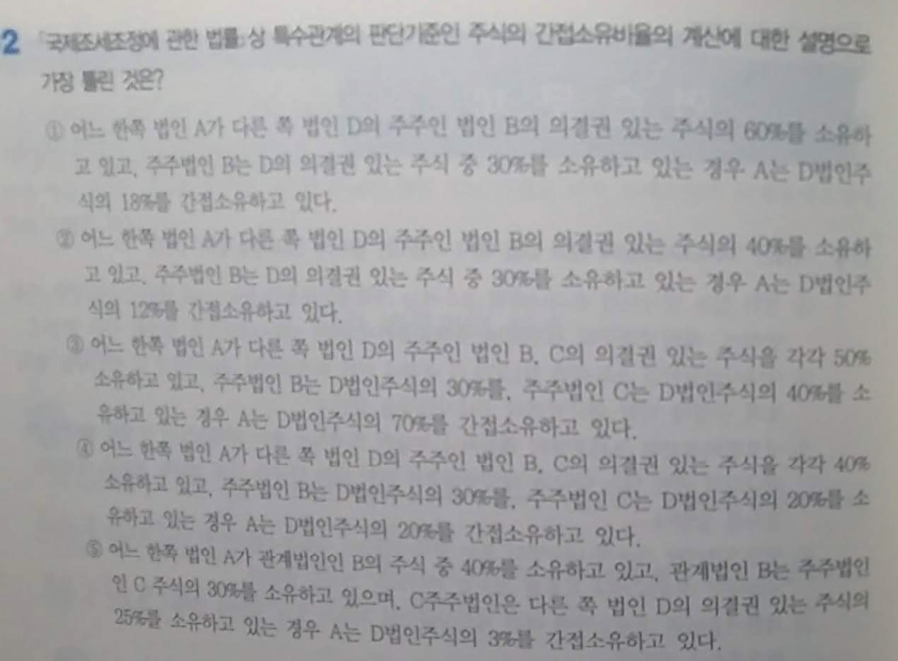 2 「국제조세조정에 관한 법률」상 특수관계의 판단기준인 주식의 간접소유비율의 계산에 대한 설명으로
가장 틀린 것은?
① 어느 한쪽 법인 A가 다른 쪽 법인 D의 주주인 법인 B의 의결권 있는 주식의 60%를 소유하
고 있고, 주주법인 B는 D의 의결권 있는 주식 중 30%를 소유하고 있는 경우 A는 D법인주
식의 18%를 간접소유하고 있다.
② 어느 한쪽 법인 A가 다른 쪽 법인 D의 주주인 법인 B의 의결권 있는 주식의 40%를 소유하
고 있고, 주주법인 B는 D의 의결권 있는 주식 중 30%를 소유하고 있는 경우 A는 D법인주
식의 12%를 간접소유하고 있다.
③ 어느 한쪽 법인 A가 다른 쪽 법인 D의 주주인 법인 B, C의 의결권 있는 주식을 각각 50%
소유하고 있고, 주주법인 B는 D법인주식의 30%를, 주주법인 C는 D법인주식의 40%를 소
유하고 있는 경우 A는 D법인주식의 70%를 간접소유하고 있다.
④ 어느 한쪽 법인 A가 다른 쪽 법인 D의 주주인 법인 B, C의 의결권 있는 주식을 각각 40%
소유하고 있고, 주주법인 B는 D법인주식의 30%를, 주주법인 C는 D법인주식의 20%를 소
유하고 있는 경우 A는 D법인주식의 20%를 간접소유하고 있다.
⑤ 어느 한쪽 법인 A가 관계법인인 B의 주식 중 40%를 소유하고 있고, 관계법인 B는 주주법인
인 C 주식의 30%를 소유하고 있으며, C주주법인은 다른 쪽 법인 D의 의결권 있는 주식의
25%를 소유하고 있는 경우 A는 D법인주식의 3%를 간접소유하고 있다.